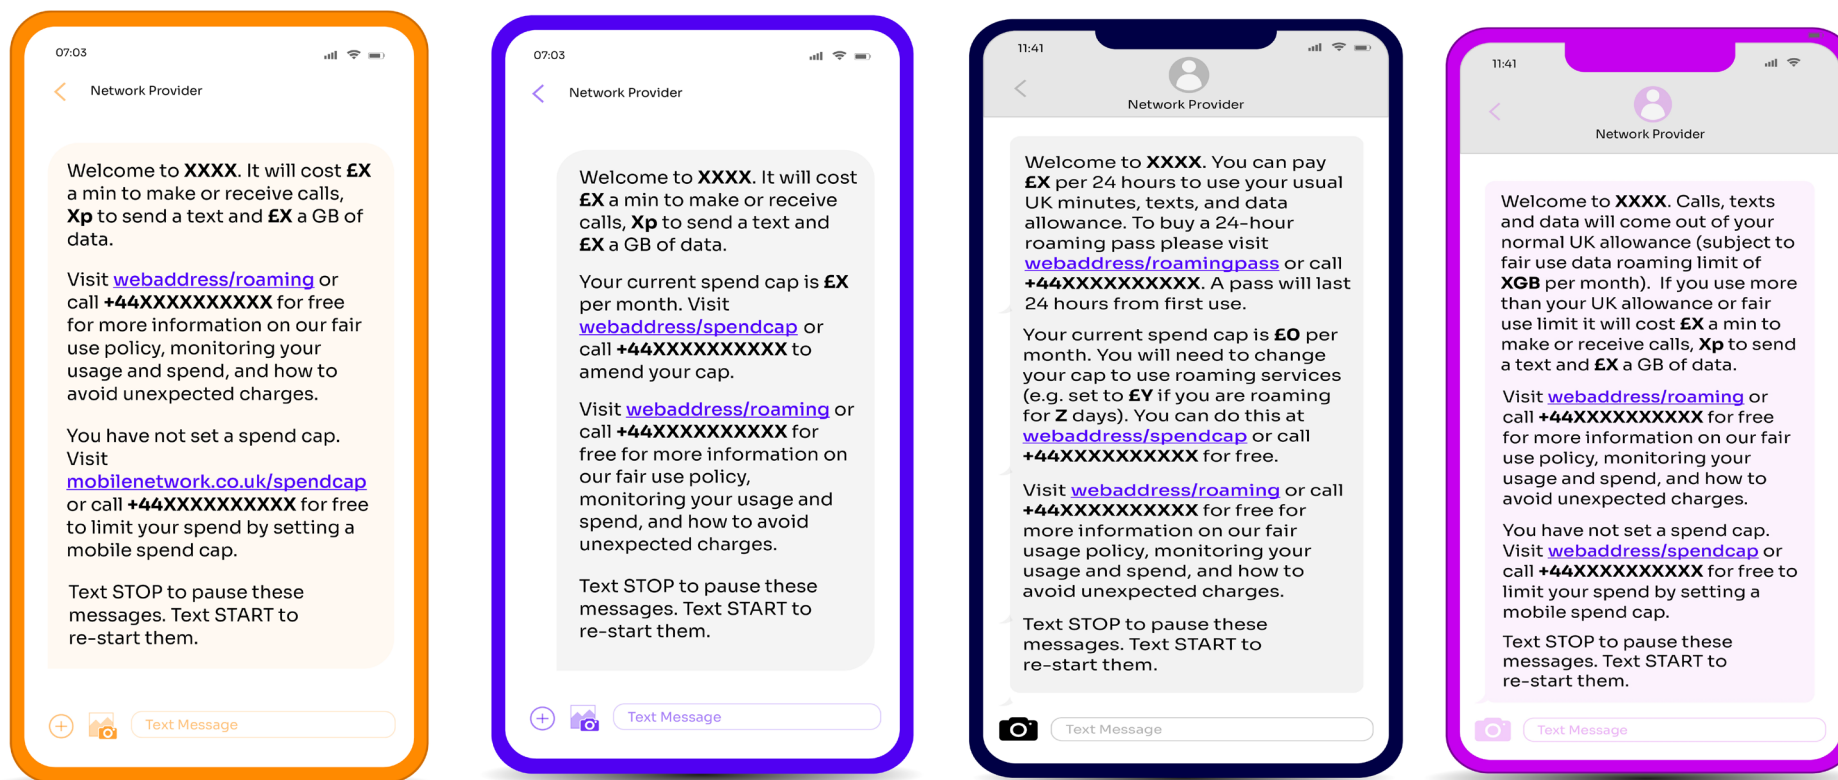 07:03
Network Provider
Welcome to XXXX. It will cost £X
a min to make or receive calls,
Xp to send a text and £X a GB of
data.
Visit webaddress/roaming or
call +44XXXXXXXXXX for free
for more information on our fair
use policy, monitoring your
usage and spend, and how to
avoid unexpected charges.
You have not set a spend cap.
Visit
mobilenetwork.co.uk/spendcap
or call +44XXXXXXXXXX for free
to limit your spend by setting a
mobile spend cap.
Text STOP to pause these
messages. Text START to
re-start them.
Text Message
07:03
Network Provider
Welcome to XXXX. It will cost
£X a min to make or receive
calls, Xp to send a text and
£X a GB of data.
Your current spend cap is £X
per month. Visit
webaddress/spendcap or
call +44XXXXXXXXXX to
amend your cap.
Visit webaddress/roaming or
call +44XXXXXXXXXX for
free for more information on
our fair use policy,
monitoring your usage and
spend, and how to avoid
unexpected charges.
Text STOP to pause these
messages. Text START to
re-start them.
Text Message
11:41
Network Provider
Welcome to XXXX. You can pay
£X per 24 hours to use your usual
UK minutes, texts, and data
allowance. To buy a 24-hour
roaming pass please visit
webaddress/roamingpass or call
+44XXXXXXXXXX. A pass will last
24 hours from first use.
Your current spend cap is £0 per
month. You will need to change
your cap to use roaming services
(e.g. set to £Y if you are roaming
for Z days). You can do this at
webaddress/spendcap or call
+44XXXXXXXXXX for free.
Visit webaddress/roaming or call
+44XXXXXXXXXX for free for
more information on our fair
usage policy, monitoring your
usage and spend, and how to
avoid unexpected charges.
Text STOP to pause these
messages. Text START to
re-start them.
Text Message
11:41
Network Provider
Welcome to XXXX. Calls, texts
and data will come out of your
normal UK allowance (subject to
fair use data roaming limit of
XGB per month). If you use more
than your UK allowance or fair
use limit it will cost £X a min to
make or receive calls, Xp to send
a text and £X a GB of data.
Visit webaddress/roaming or
call +44XXXXXXXXXX for free
for more information on our fair
use policy, monitoring your
usage and spend, and how to
avoid unexpected charges.
You have not set a spend cap.
Visit webaddress/spendcap or
call +44XXXXXXXXXX for free to
limit your spend by setting a
mobile spend cap.
Text STOP to pause these
messages. Text START to
re-start them.
Text Message